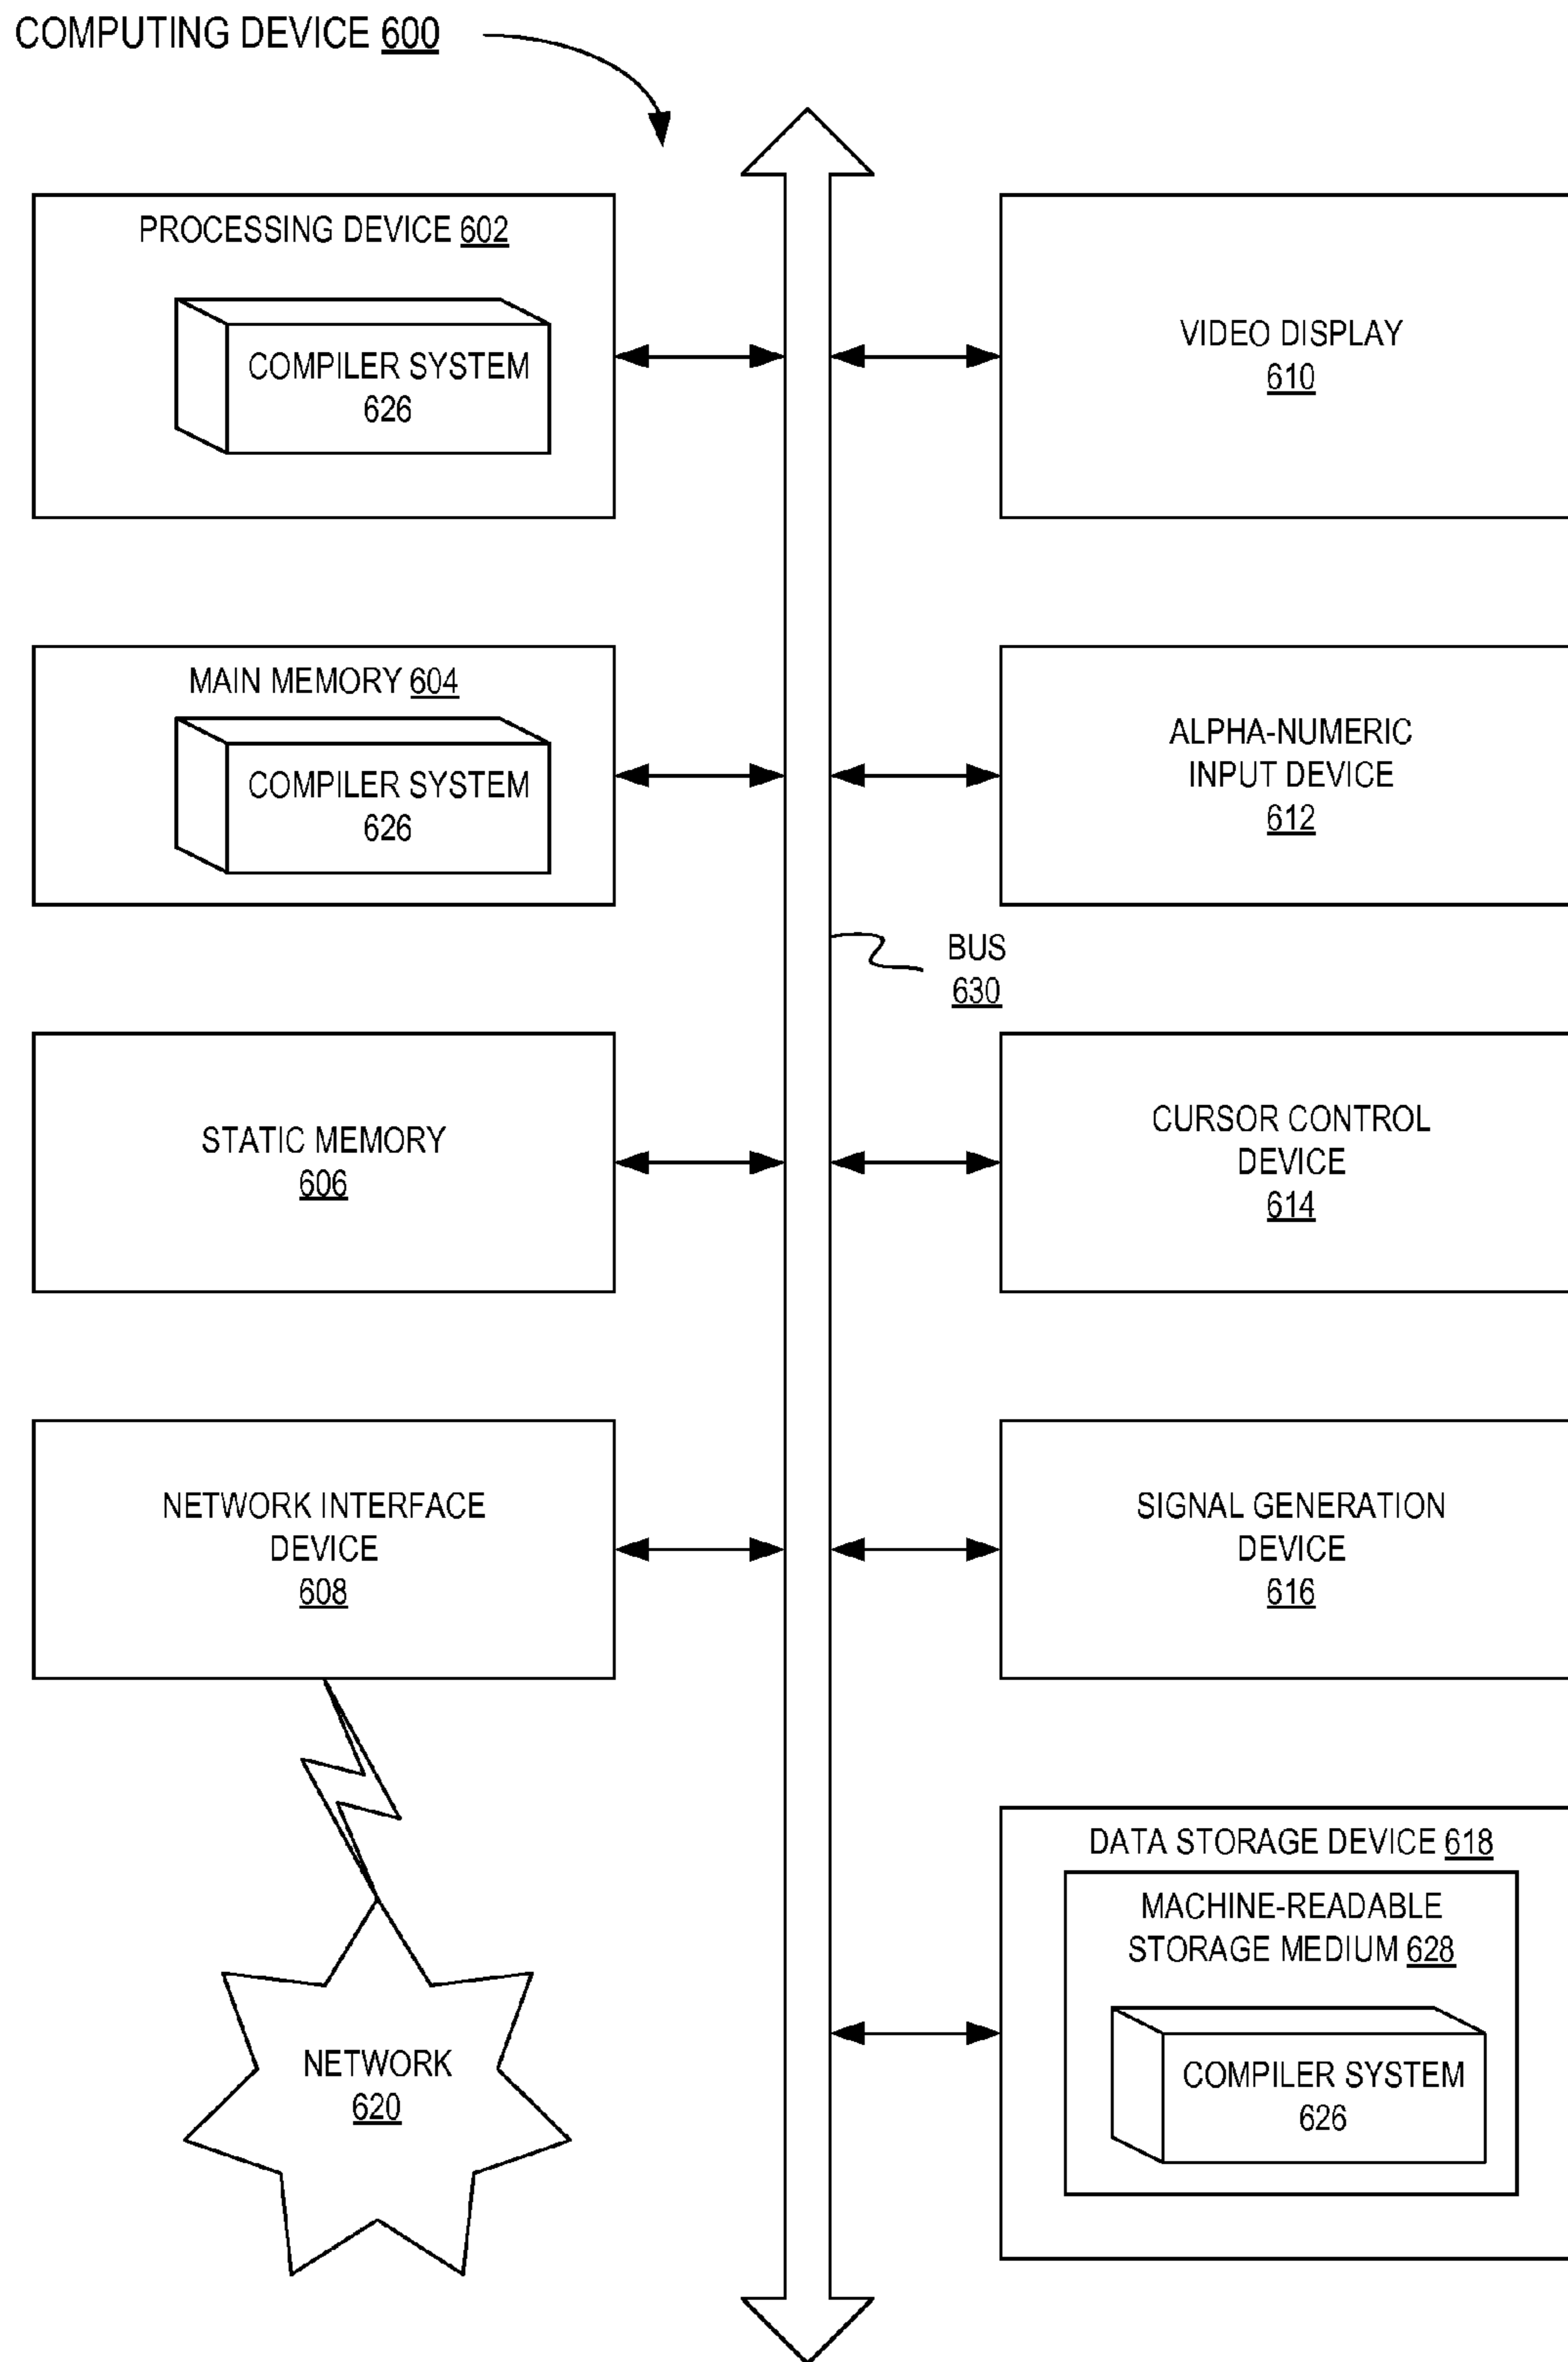 COMPUTING DEVICE 600
PROCESSING DEVICE 602
COMPILER SYSTEM
626
VIDEO DISPLAY
610
MAIN MEMORY 604
COMPILER SYSTEM
626
ALPHA-NUMERIC
INPUT DEVICE
612
BUS
630
STATIC MEMORY
606
CURSOR CONTROL
DEVICE
614
NETWORK INTERFACE
DEVICE
608
SIGNAL GENERATION
DEVICE
616
DATA STORAGE DEVICE 618
MACHINE-READABLE
STORAGE MEDIUM 628
COMPILER SYSTEM
626
NETWORK
620